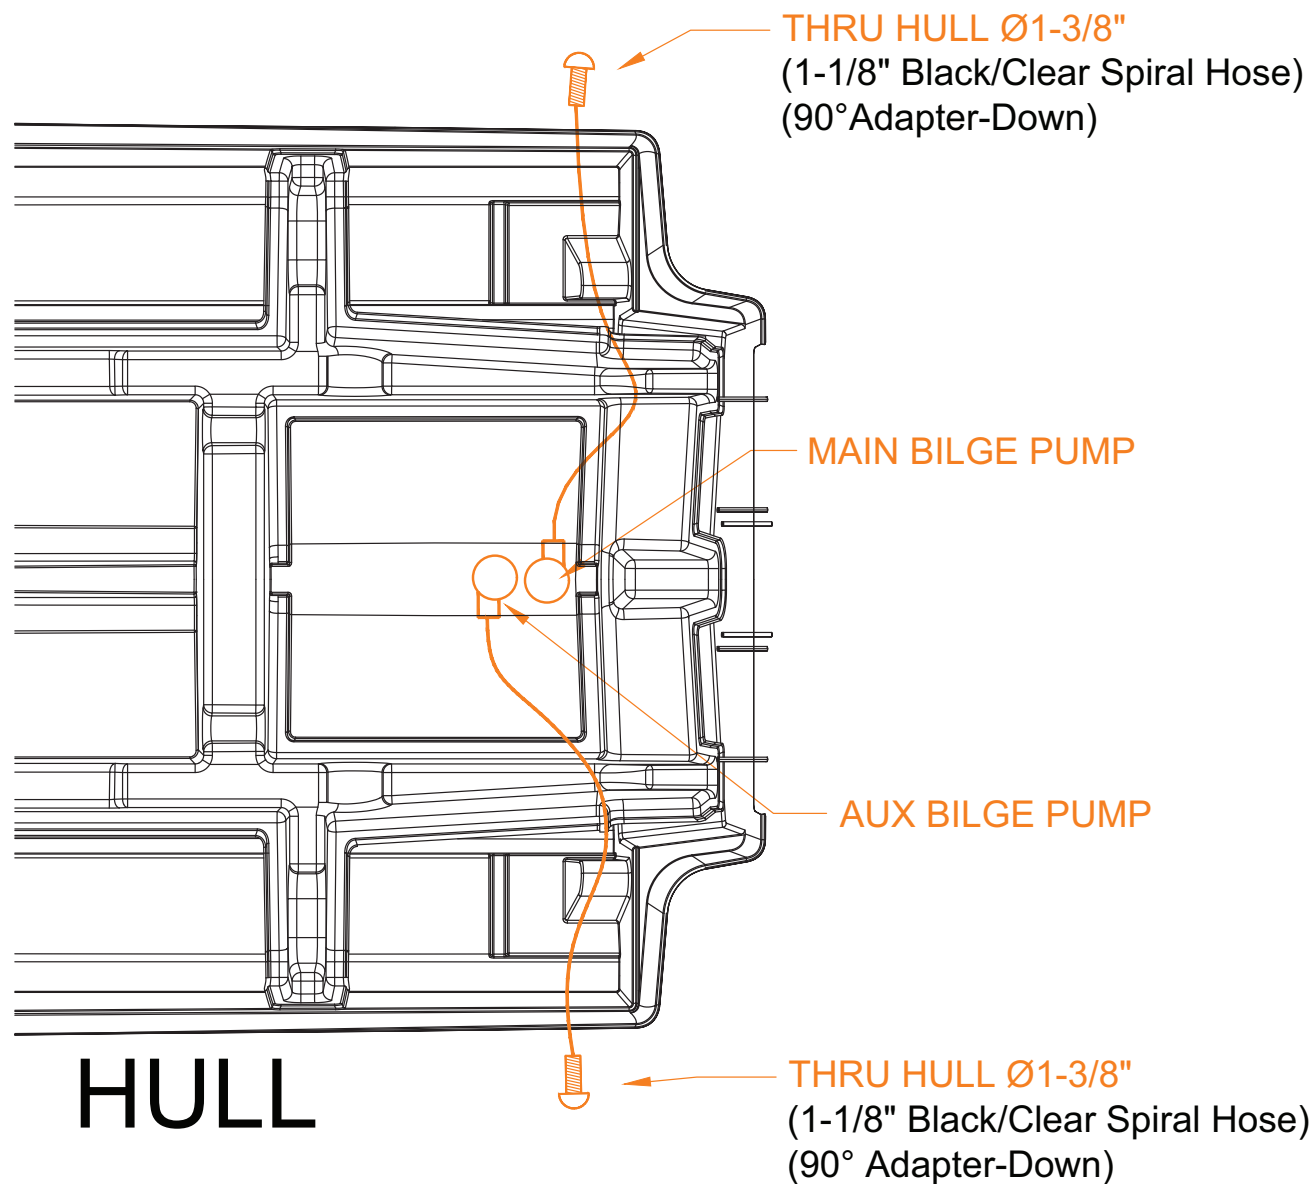 THRU HULL Ø1-3/8"
(1-1/8" Black/Clear Spiral Hose)
(90°Adapter-Down)
MAIN BILGE PUMP
AUX BILGE PUMP
HULL
THRU HULL Ø1-3/8"
(1-1/8" Black/Clear Spiral Hose)
(90° Adapter-Down)